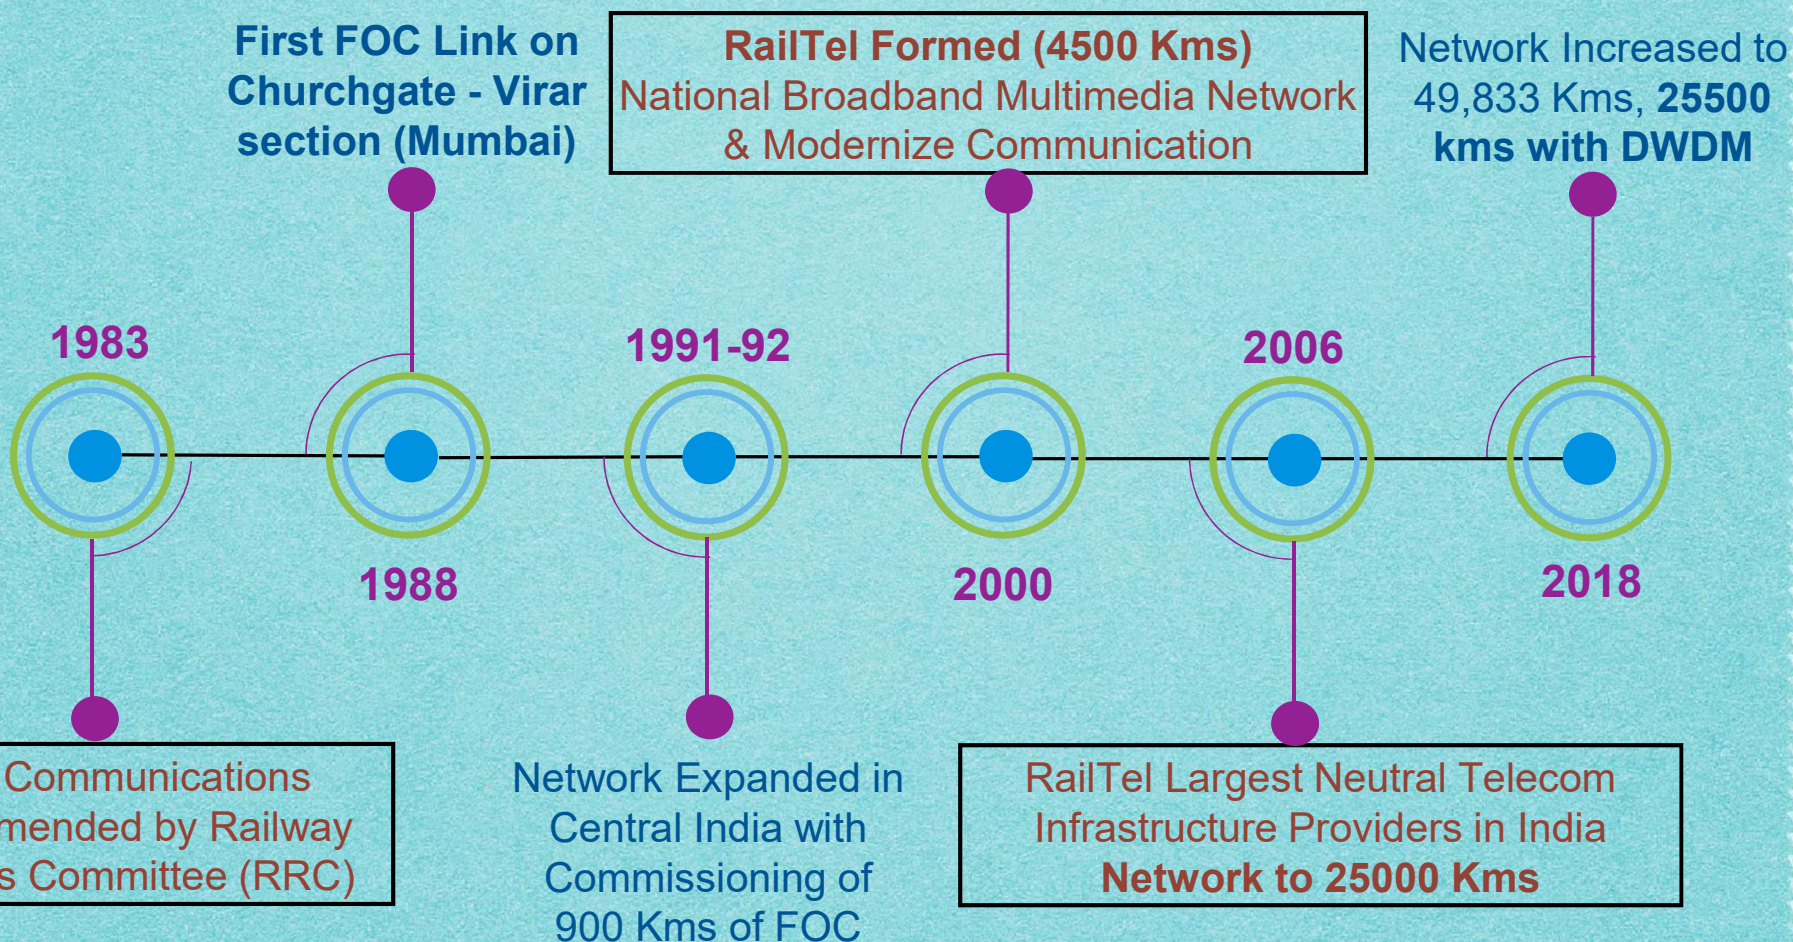 First FOC Link on
Churchgate - Virar
section (Mumbai)
RailTel Formed (4500 Kms)
National Broadband Multimedia Network
& Modernize Communication
Network Increased to
49,833 Kms, 25500
kms with DWDM
1983
1991-92
2006
1988
2000
2018
Communications
mended by Railway
s Committee (RRC)
Network Expanded in
Central India with
Commissioning of
900 Kms of FOC
RailTel Largest Neutral Telecom
Infrastructure Providers in India
Network to 25000 Kms